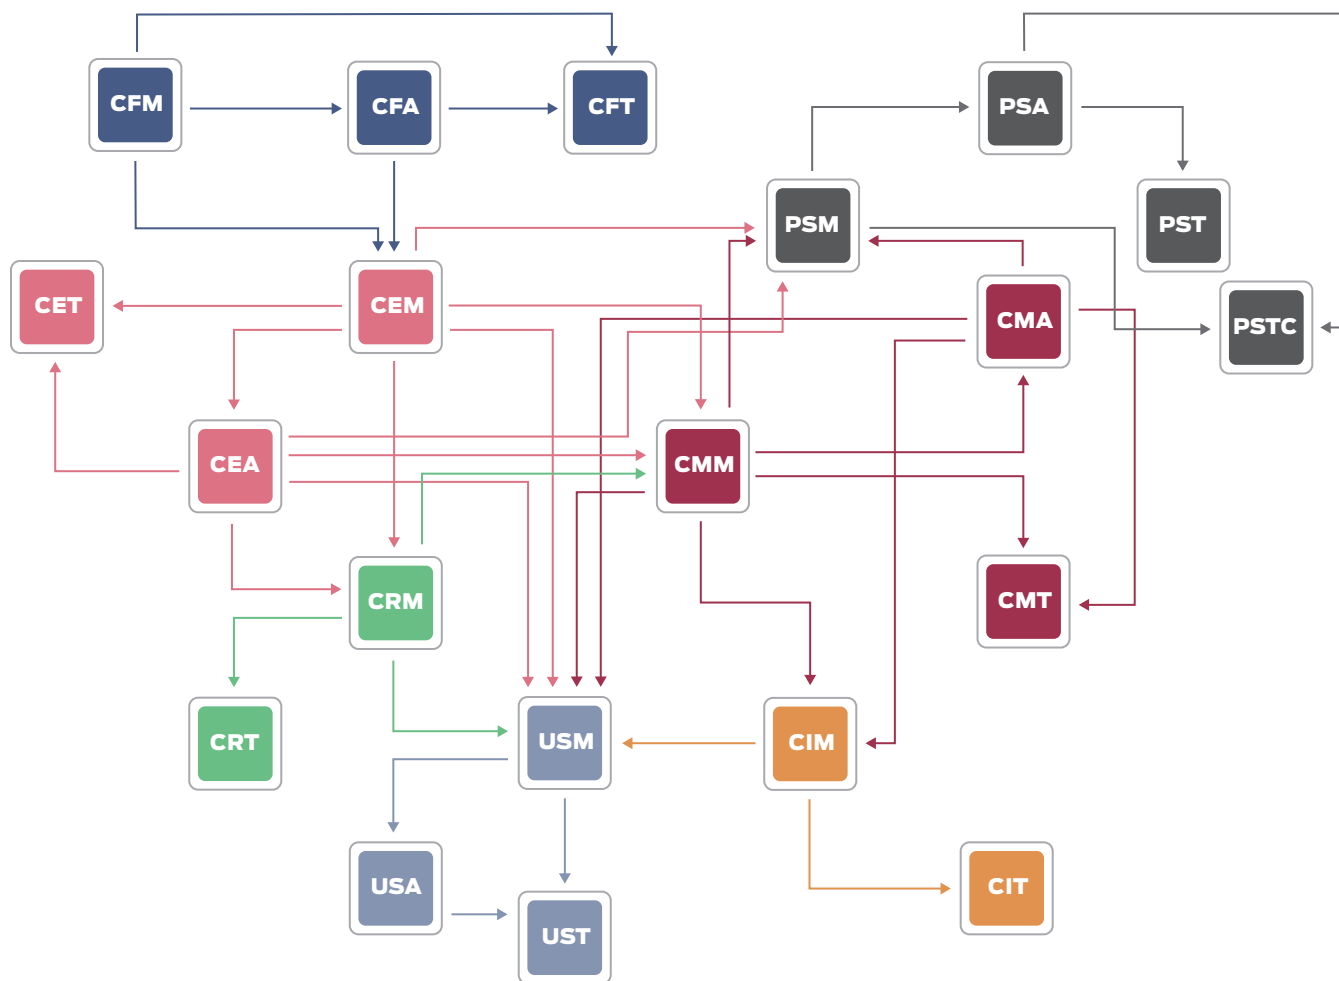 CFM
CFA
CFT
PSA
PSM
PST
CET
CEM
CMA
PSTC
CEA
CMM
CRM
CMT
CRT
USM
CIM
USA
CIT
UST